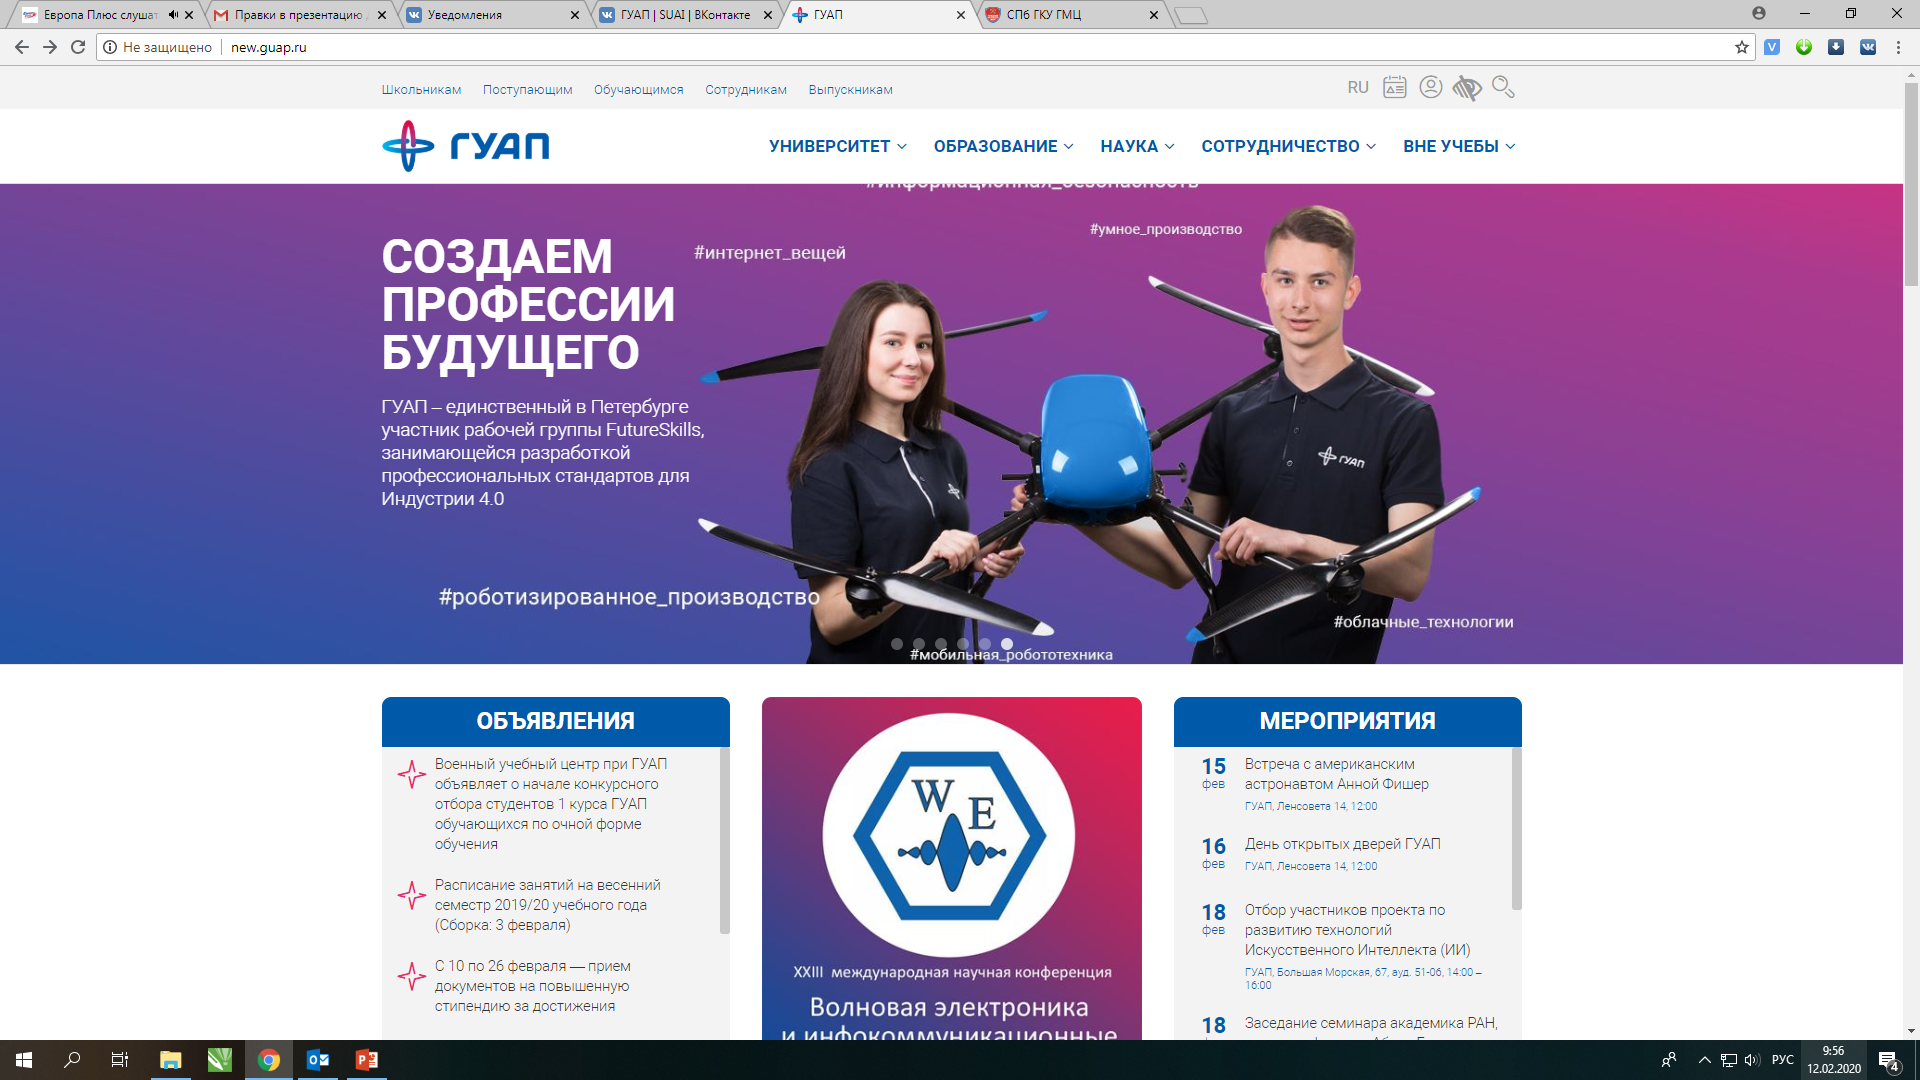 Европа Плюс слушат
Правки в презентацию
Уведомления
ГУАП | SUAI | ВКонтакте
ГУАП
СПб ГКУ ГМЦ
Не защищено
new.guap.ru
Школьникам
Поступающим
Обучающимся
Сотрудникам
Выпускникам
RU
ГУАП
УНИВЕРСИТЕТ
ОБРАЗОВАНИЕ
НАУКА
СОТРУДНИЧЕСТВО
ВНЕ УЧЕБЫ
#информационная_безопасность
#умное_производство
#интернет_вещей
СОЗДАЕМ
ПРОФЕССИИ
БУДУЩЕГО
ГУАП – единственный в Петербурге
участник рабочей группы FutureSkills,
занимающейся разработкой
профессиональных стандартов для
Индустрии 4.0
ГУАП
#роботизированное_производство
#облачные_технологии
#мобильная_робототехника
ОБЪЯВЛЕНИЯ
Военный учебный центр при ГУАП
объявляет о начале конкурсного
отбора студентов 1 курса ГУАП
обучающихся по очной форме
обучения
Расписание занятий на весенний
семестр 2019/20 учебного года
(Сборка: 3 февраля)
С 10 по 26 февраля — прием
документов на повышенную
стипендию за достижения
W E
XXIII международная научная конференция
Волновая электроника
и инфокоммуникационные
МЕРОПРИЯТИЯ
15 фев
Встреча с американским
астронавтом Анной Фишер
ГУАП, Ленсовета 14, 12:00
16 фев
День открытых дверей ГУАП
ГУАП, Ленсовета 14, 12:00
18 фев
Отбор участников проекта по
развитию технологий
Искусственного Интеллекта (ИИ)
ГУАП, Большая Морская, 67, ауд. 51-06, 14:00 –
16:00
18
Заседание семинара академика РАН,
РУС
9:56
12.02.2020
4